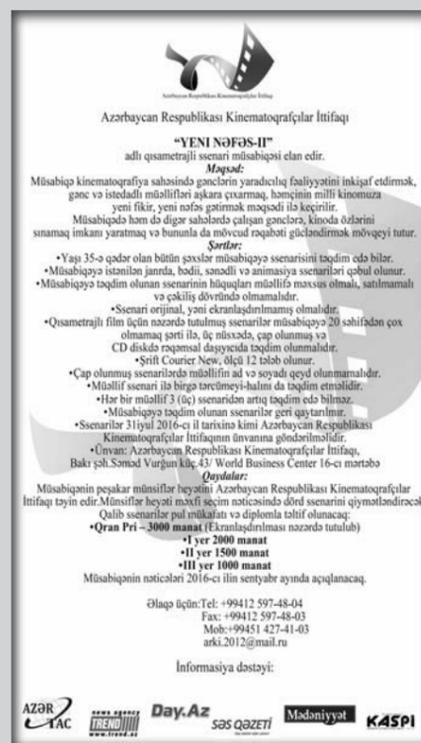 Azərbaycan Respublikası Kinematoqrafçılar İttifaqı
Azərbaycan Respublikası Kinematoqrafçılar İttifaqı
“YENI NƏFƏS-II”
adlı qısametrajli ssenari müsabiqəsi elan edir.
Məqsəd:
Müsabiqə kinematoqrafiya sahəsində gənclərin yaradıcılıq fəaliyyətini inkişaf etdirmək,
gənc və istedadlı müəllifləri aşkara çıxarmaq, həmçinin milli kinomuza
yeni fikir, yeni nəfəs gətirmək məqsədi ilə keçirilir.
Müsabiqədə həm də digər sahələrdə çalışan gənclərə, kinoda özlərini
sınamaq imkanı yaratmaq və bununla da mövcud rəqabəti gücləndirmək mövqeyi tutur.
Şərtlər:
•Yaşı 35-ə qədər olan bütün şəxslər müsabiqəyə ssenarisini təqdim edə bilər.
•Müsabiqəyə istənilən janrda, bədii, sənədli və animasiya ssenariləri qəbul olunur.
•Müsabiqəyə təqdim olunan ssenarinin hüquqları müəllifə məxsus olmalı, satılmamalı
və çəkiliş dövründə olmamalıdır.
•Ssenari orijinal, yəni ekranlaşdırılmamış olmalıdır.
•Qısametrajlı film üçün nəzərdə tutulmuş ssenarilər müsabiqəyə 20 səhifədən çox
olmamaq şərti ilə, üç nüsxədə, çap olunmuş və
CD diskdə rəqəmsal daşıyıcıda təqdim olunmalıdır.
•Şrift Courier New, ölçü 12 tələb olunur.
•Çap olunmuş ssenarilərdə müəllifin ad və soyadı qeyd olunmamalıdır.
•Müəllif ssenari ilə birgə tərcümeyi-halını da təqdim etməlidir.
•Hər bir müəllif 3 (üç) ssenaridən artıq təqdim edə bilməz.
•Müsabiqəyə təqdim olunan ssenarilər geri qaytarılmır.
•Ssenarilər 31iyul 2016-cı il tarixinə kimi Azərbaycan Respublikası
Kinematoqrafçılar İttifaqının ünvanına göndərilməlidir.
•Ünvan: Azərbaycan Respublikası Kinematoqrafçılar İttifaqı,
Bakı şəh.Səməd Vurğun küç.43/ World Business Center 16-cı mərtəbə
Qaydalar:
Müsabiqənin peşəkar münsiflər heyətini Azərbaycan Respublikası Kinematoqrafçılar
İttifaqı təyin edir.Münsiflər heyəti məxfi seçim nəticəsində dörd ssenarini qiymətləndirəcək
Qalib ssenarilər pul mükafatı və diplomla təltif olunacaq:
•Qran Pri – 3000 manat (Ekranlaşdırılması nəzərdə tutulub)
•I yer 2000 manat
•II yer 1500 manat
•III yer 1000 manat
Müsabiqənin nəticələri 2016-cı ilin sentyabr ayında açıqlanacaq.
Əlaqə üçün:Tel: +99412 597-48-04
Fax: +99412 597-48-03
Mob:+99451 427-41-03
arki.2012@mail.ru
İnformasiya dəstəyi:
AZƏRTAC
news agency
TREND
www.trend.az
Day.Az
SƏS QƏZETİ
Mədəniyyət
KASPİ